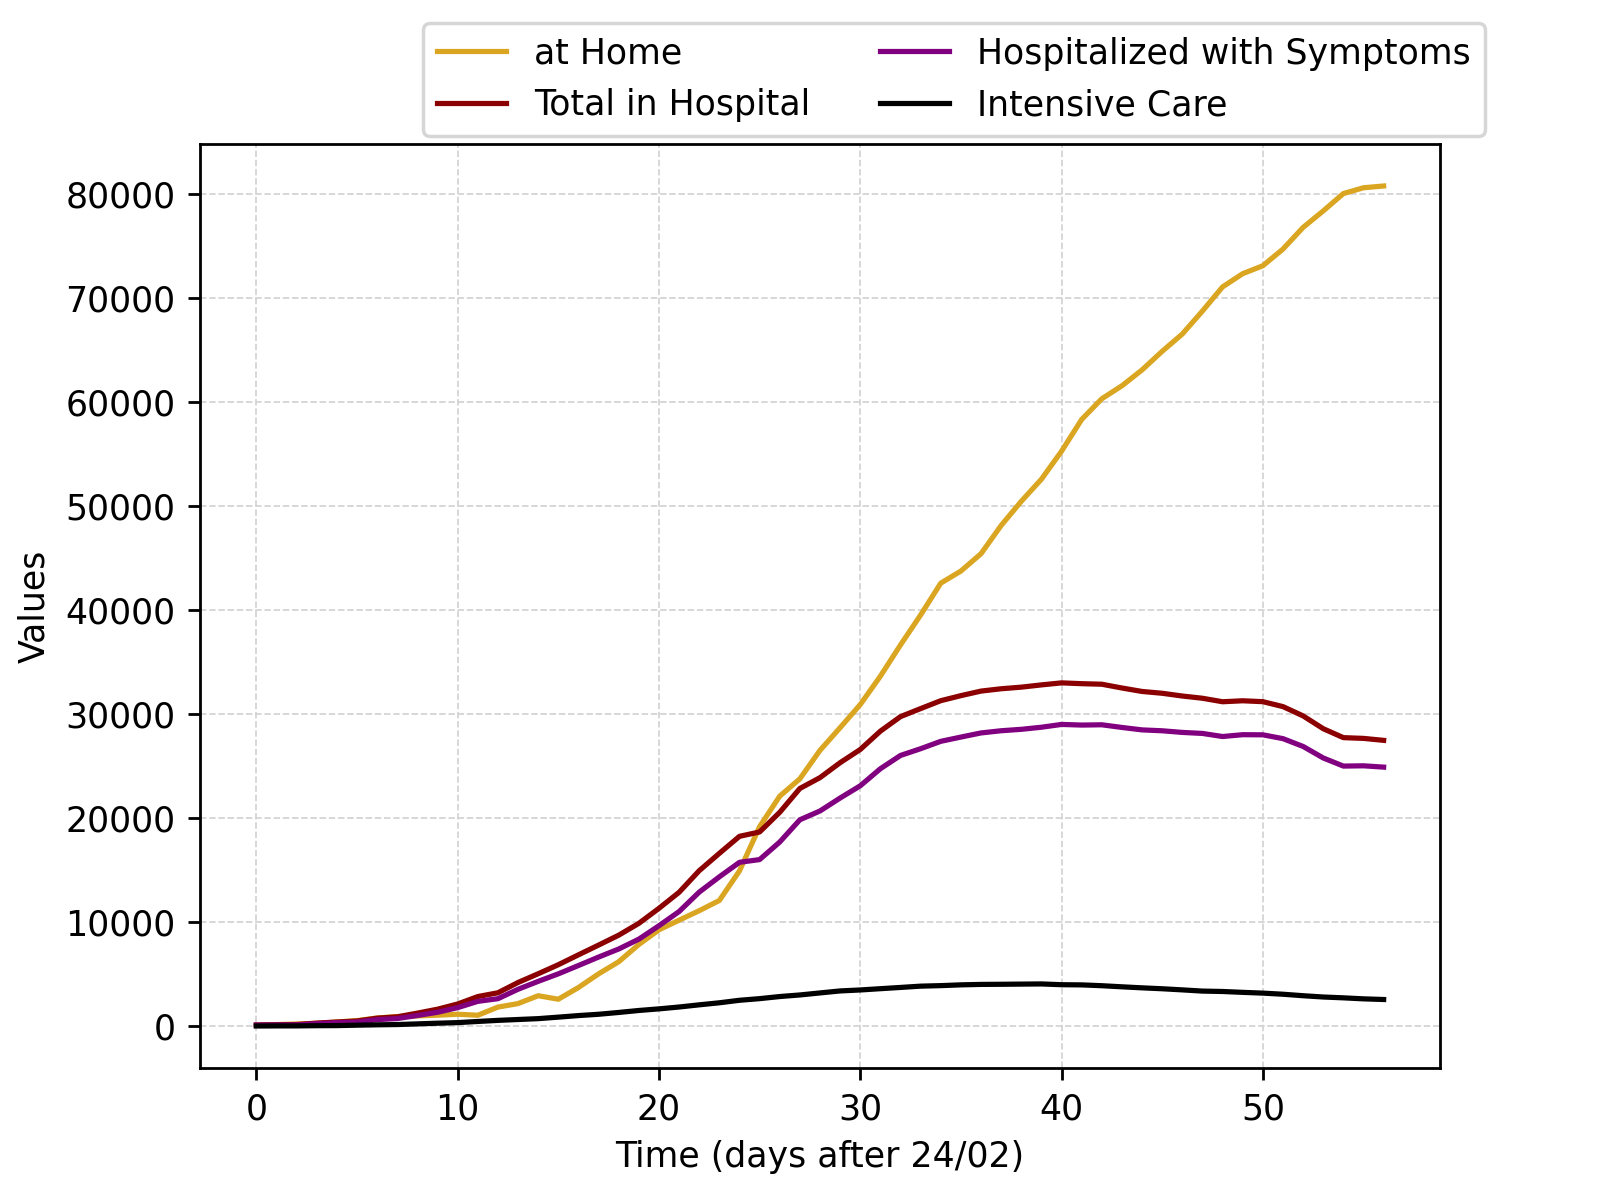 at Home
Total in Hospital
Hospitalized with Symptoms
Intensive Care
80000
70000
60000
50000
40000
30000
20000
10000
0
Values
0 10 20 30 40 50
Time (days after 24/02)